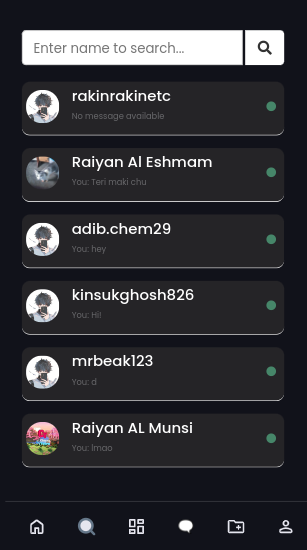 Enter name to search...
rakinrakinetc
No message available
Raiyan Al Eshmam
You: Teri maki chu
adib.chem29
You: hey
kinsukghosh826
You: Hi!
mrbeak123
You: d
Raiyan AL Munsi
You: lmao